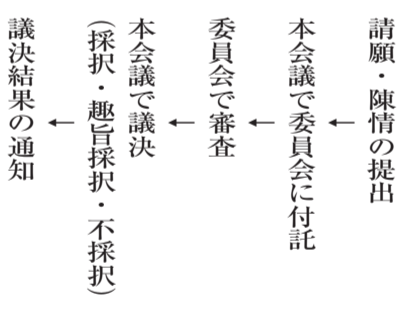 請願・陳情の提出
←
本会議で委員会に付託
←
委員会で審査
←
本会議で議決
(採択・趣旨採択・不採択)
←
議決結果の通知